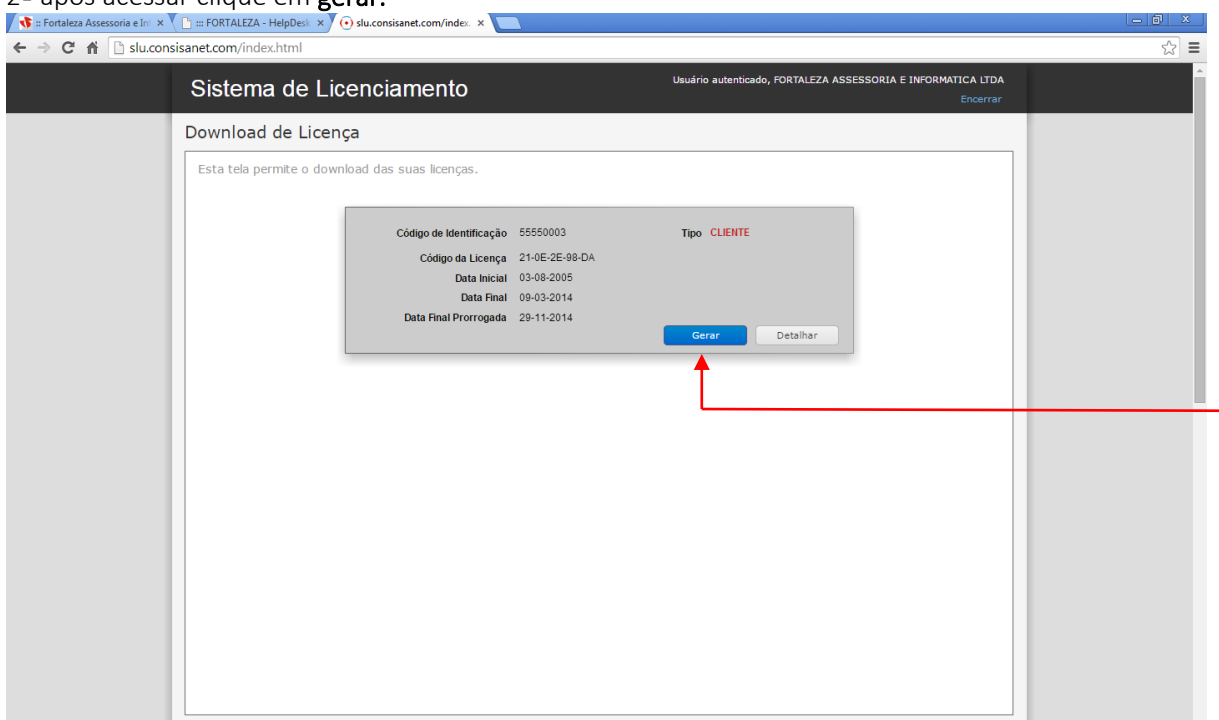 2- após acessar clique em gerar.
:: Fortaleza Assessoria e Inf
::: FORTALEZA - HelpDesk
slu.consisanet.com/index.
slu.consisanet.com/index.html
Sistema de Licenciamento
Usuário autenticado, FORTALEZA ASSESSORIA E INFORMATICA LTDA
Encerrar
Download de Licença
Esta tela permite o download das suas licenças.
Código de Identificação 55550003 Tipo CLIENTE
Código da Licença 21-0E-2E-98-DA
Data Inicial 03-08-2005
Data Final 09-03-2014
Data Final Prorrogada 29-11-2014
Gerar Detalhar